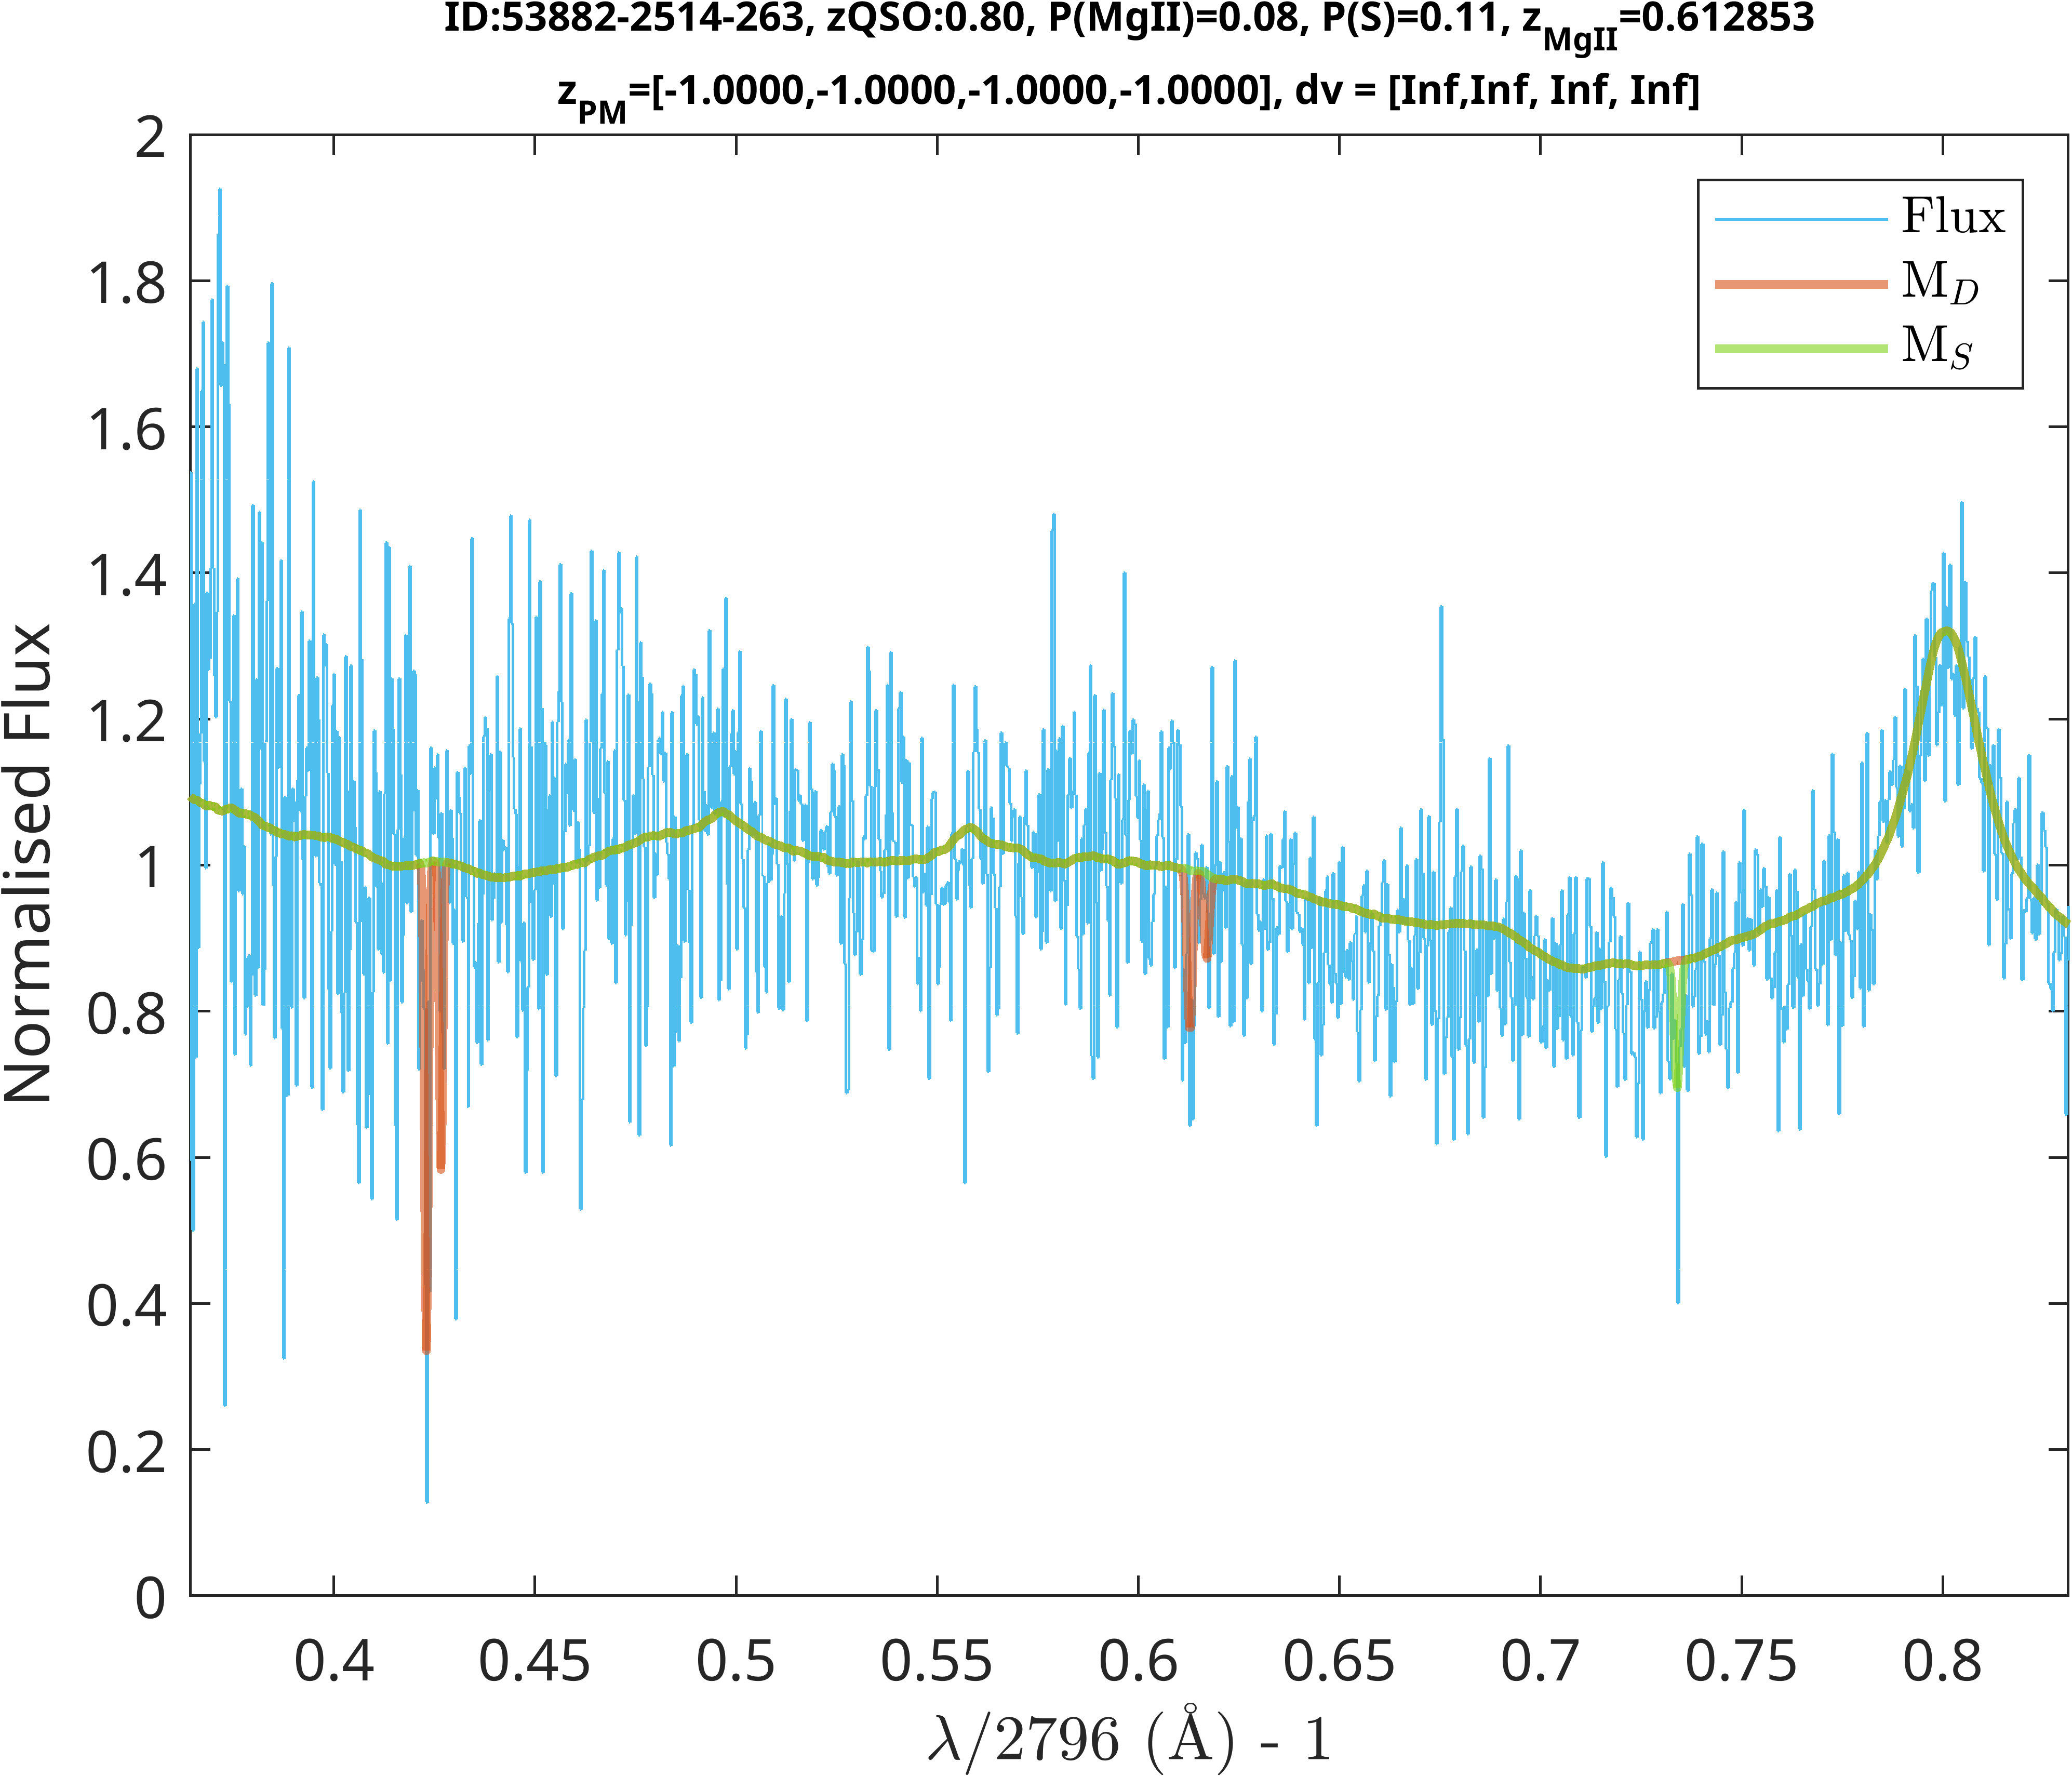 ID:53882-2514-263, zQSO:0.80, P(MgII)=0.08, P(S)=0.11, zMgII=0.612853
zPM=[-1.0000,-1.0000,-1.0000,-1.0000], dv = [Inf,Inf, Inf, Inf]
2
1.8
1.6
1.4
1.2
1
0.8
0.6
0.4
0.2
0
Normalised Flux
Flux
MD
MS
0.4 0.45 0.5 0.55 0.6 0.65 0.7 0.75 0.8
λ/2796 (Å) - 1